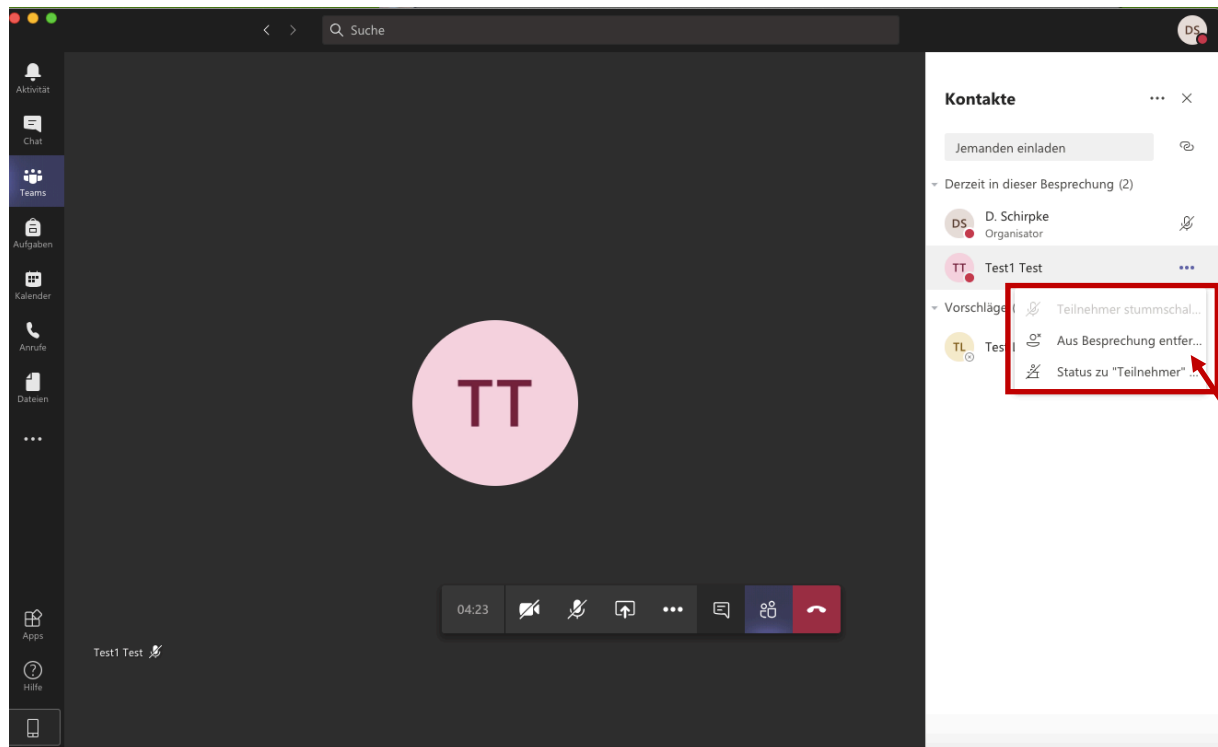 Suche
DS
Aktivität
Chat
Teams
Aufgaben
Kalender
Anrufe
Dateien
Apps
Hilfe
TT
04:23
Test1 Test
Kontakte
Jemanden einladen
Derzeit in dieser Besprechung (2)
DS
D. Schirpke
Organisator
TT
Test1 Test
Vorschläge (
Teilnehmer stummschal...
TL
Test
Aus Besprechung entfer...
Status zu "Teilnehmer" ...